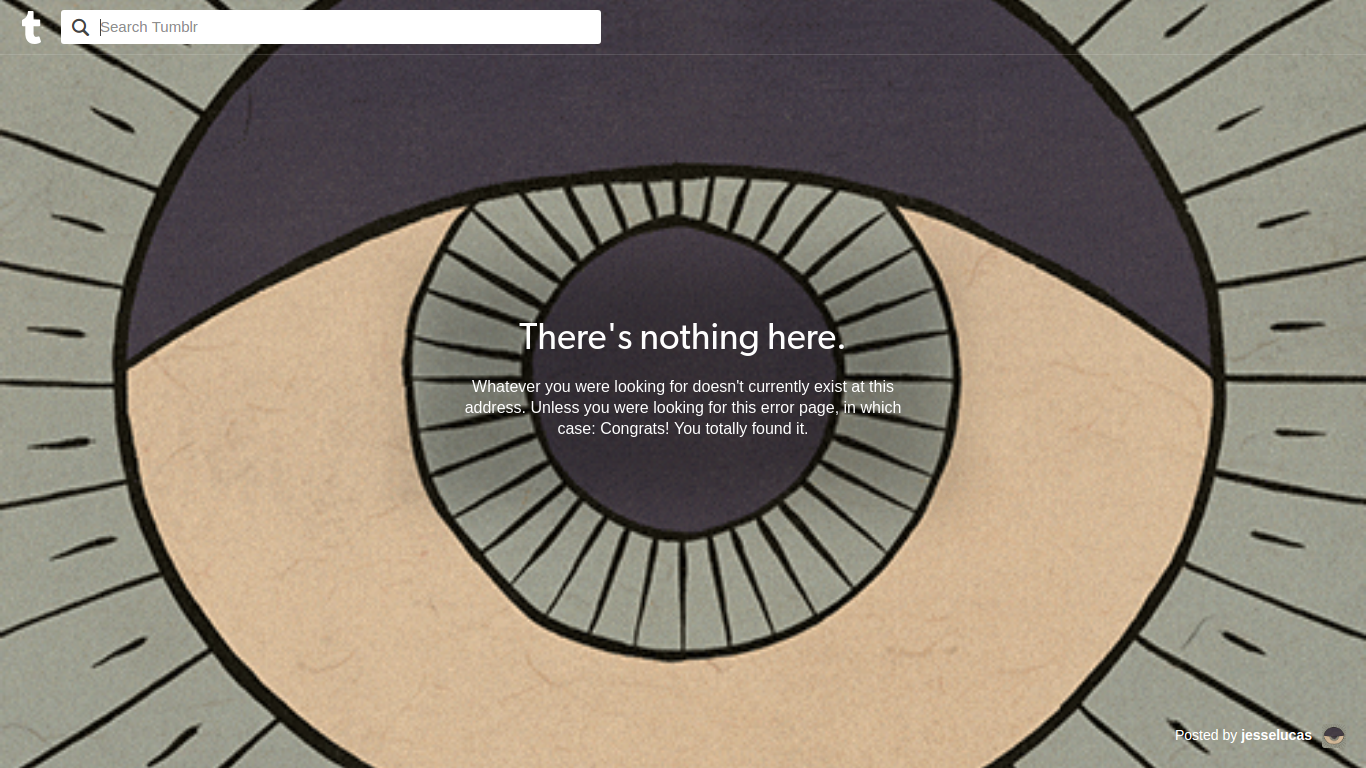 t
Search Tumblr
There's nothing here.
Whatever you were looking for doesn't currently exist at this
address. Unless you were looking for this error page, in which
case: Congrats! You totally found it.
Posted by jesselucas